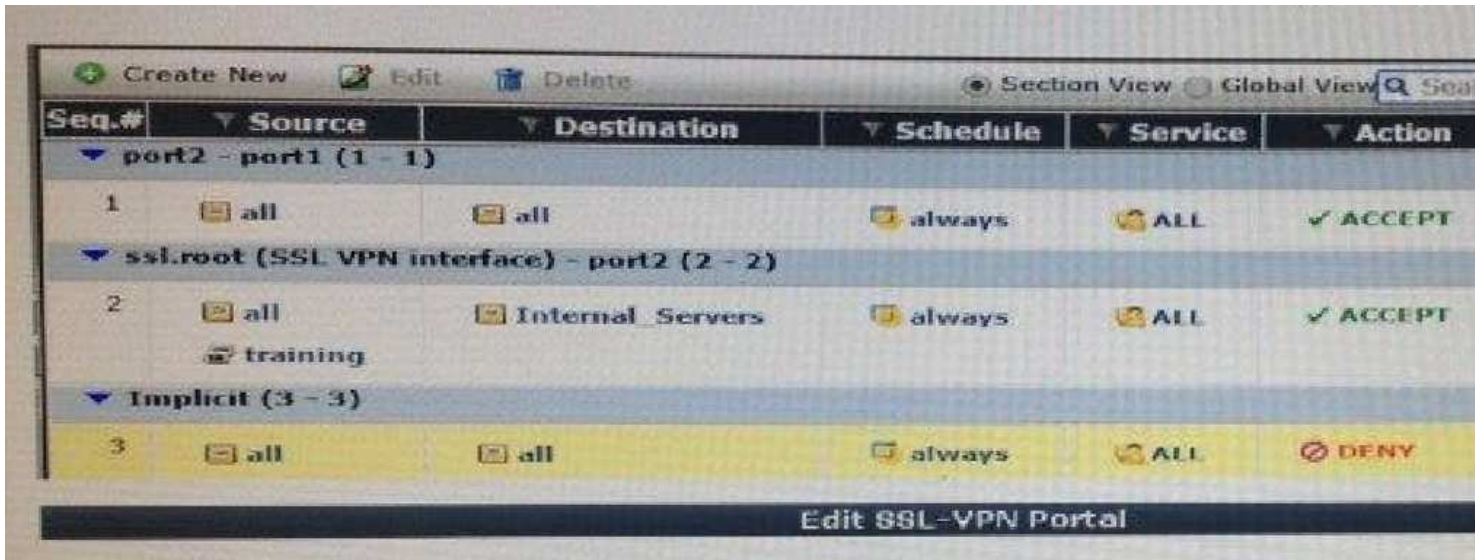 Create New Edit Delete Section View Global View
Seq.# Source Destination Schedule Service Action
port2 - port1 (1 - 1)
1 all all always ALL ACCEPT
ssl.root (SSL VPN interface) - port2 (2 - 2)
2 all Internal_Servers always ALL ACCEPT
training
Implicit (3 - 3)
3 all all always ALL DENY
Edit SSL-VPN Portal